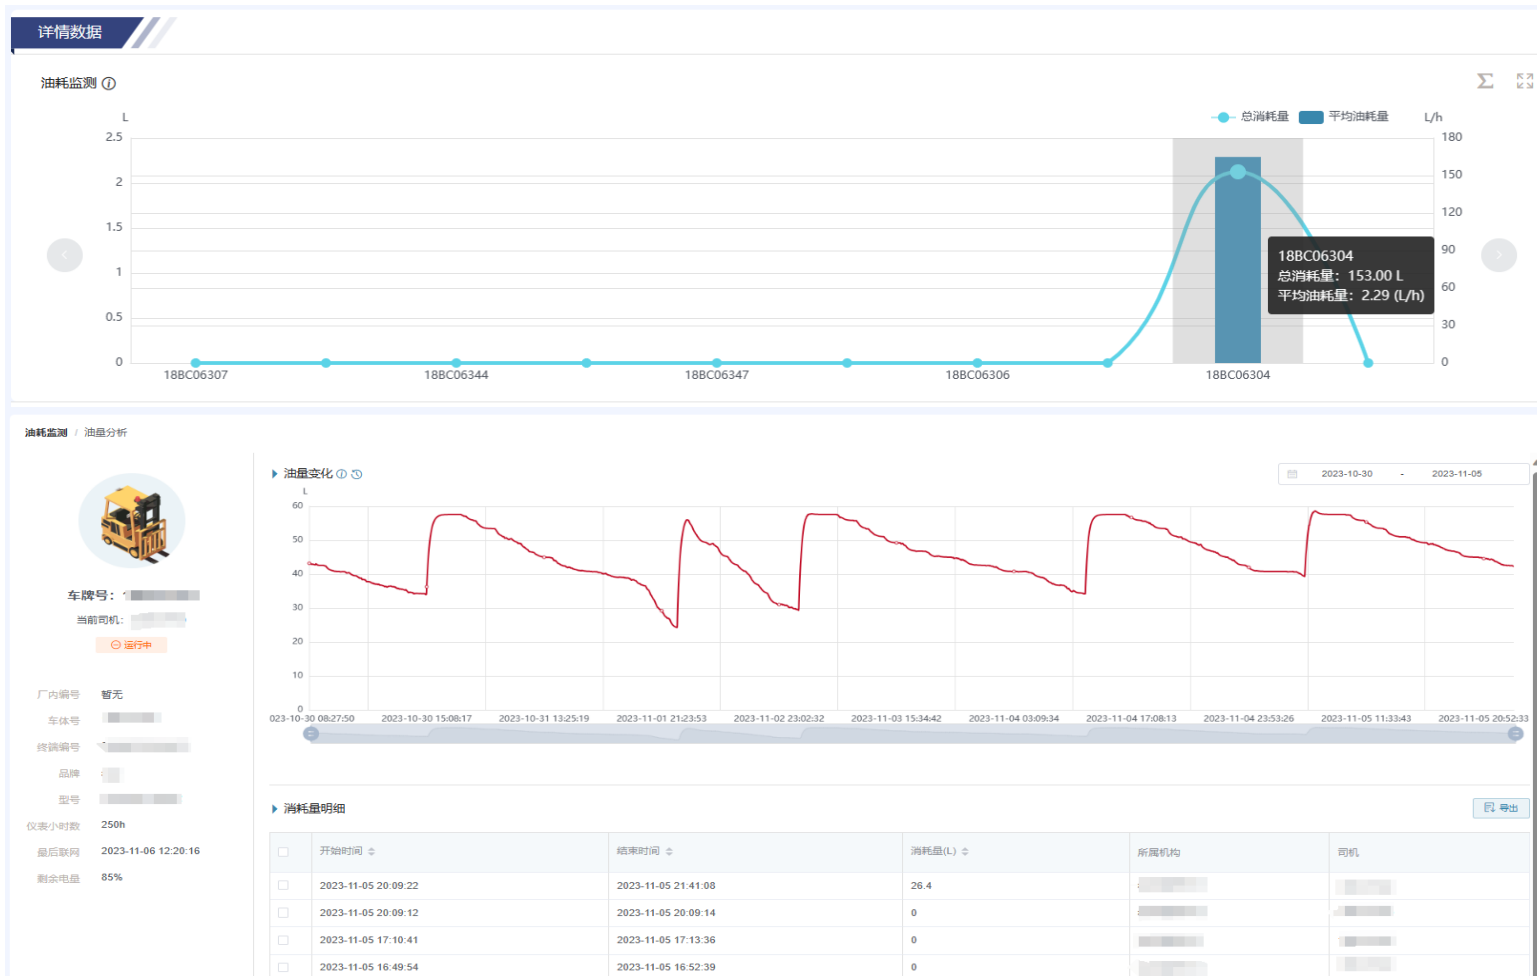 详情数据
油耗监测
总消耗量 平均油耗量
L L/h
2.5 180
2 150
1.5 120
1 90
0.5 60
0 30
0
18BC06304
总消耗量：153.00 L
平均油耗量：2.29 (L/h)
18BC06307 18BC06344 18BC06347 18BC06306 18BC06304
油耗监测 / 油量分析
油量变化
2023-10-30 - 2023-11-05
L
60
50
40
30
20
10
0
023-10-30 08:27:50 2023-10-30 15:08:17 2023-10-31 13:25:19 2023-11-01 21:23:53 2023-11-02 23:02:32 2023-11-03 15:34:42 2023-11-04 03:09:34 2023-11-04 17:08:13 2023-11-04 23:53:26 2023-11-05 11:33:43 2023-11-05 20:52:33
车牌号：
当前司机：
运行中
厂内编号 暂无
车体号
终端编号
品牌
型号
仪表小时数 250h
最后联网 2023-11-06 12:20:16
剩余电量 85%
消耗量明细
导出
开始时间 结束时间 消耗量(L) 所属机构 司机
2023-11-05 20:09:22 2023-11-05 21:41:08 26.4
2023-11-05 20:09:12 2023-11-05 20:09:14 0
2023-11-05 17:10:41 2023-11-05 17:13:36 0
2023-11-05 16:49:54 2023-11-05 16:52:39 0